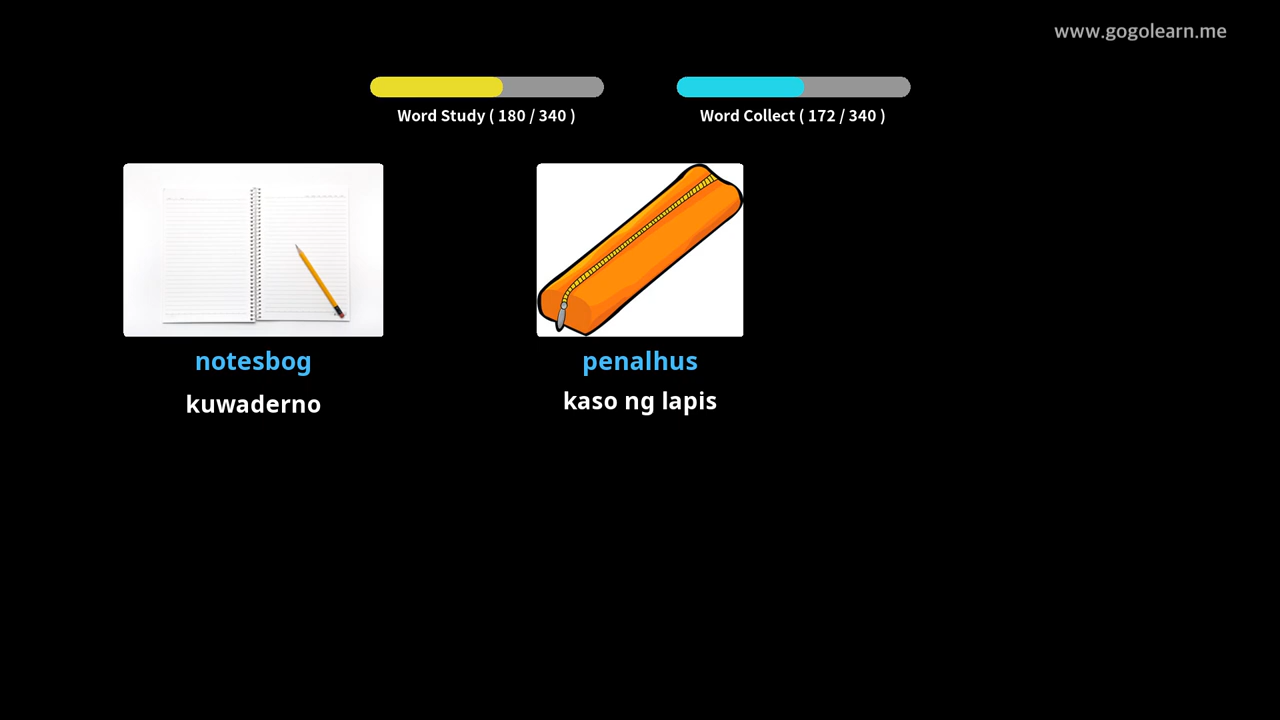 www.gogolearn.me
Word Study ( 180 / 340 )
Word Collect ( 172 / 340 )
notesbog
penalhus
kuwaderno
kaso ng lapis